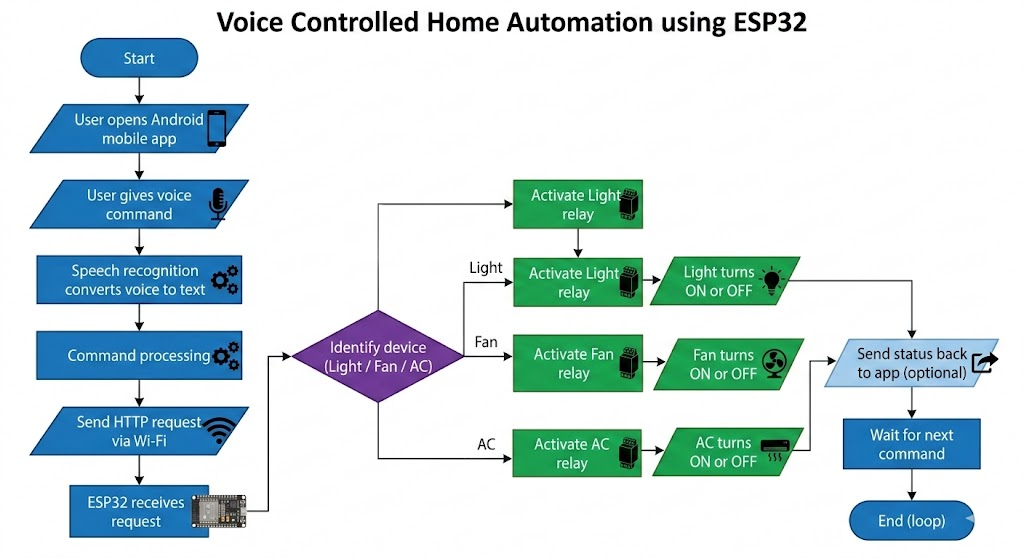 Voice Controlled Home Automation using ESP32
Start
User opens Android
mobile app
User gives voice
command
Speech recognition
converts voice to text
Command processing
Send HTTP request
via Wi-Fi
ESP32 receives
request
Identify device
(Light / Fan / AC)
Activate Light
relay
Light
Activate Light
relay
Light turns
ON or OFF
Fan
Activate Fan
relay
Fan turns
ON or OFF
AC
Activate AC
relay
AC turns
ON or OFF
Send status back
to app (optional)
Wait for next
command
End (loop)